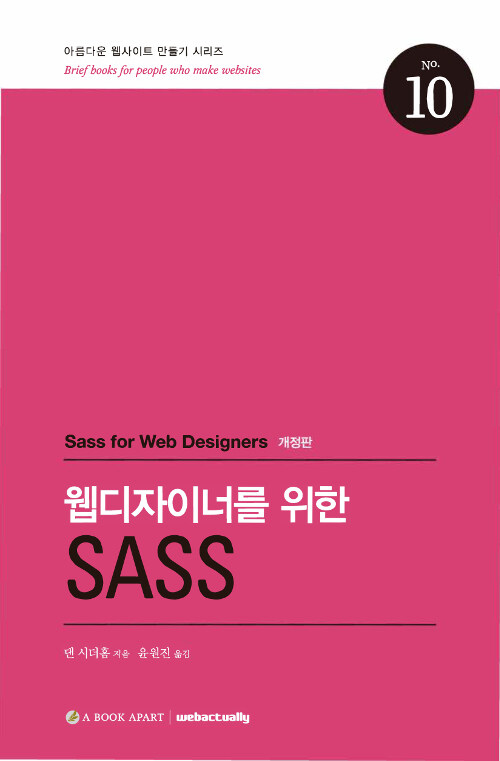 아름다운 웹사이트 만들기 시리즈
Brief books for people who make websites
No.
10
Sass for Web Designers 개정판
웹디자이너를 위한
SASS
댄 시더홈 지음 윤원진 옮김
A BOOK APART | webactually